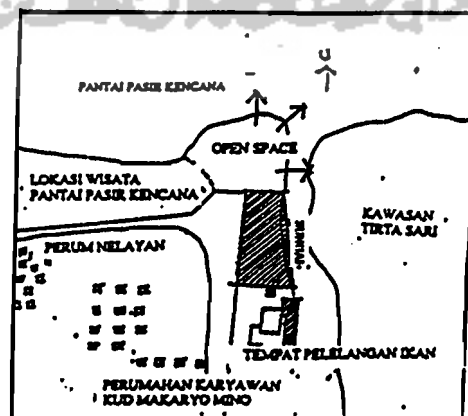 U
PANTAI PASIR KENCANA
OPEN SPACE
LOKASI WISATA
PANTAI PASIR KENCANA
KAWASAN
TIRTA SARI
SUNGAI
PERUM NELAYAN
TEMPAT PELELANGAN IKAN
PERUMAHAN KARYAWAN
KUD MAKARYO MINO